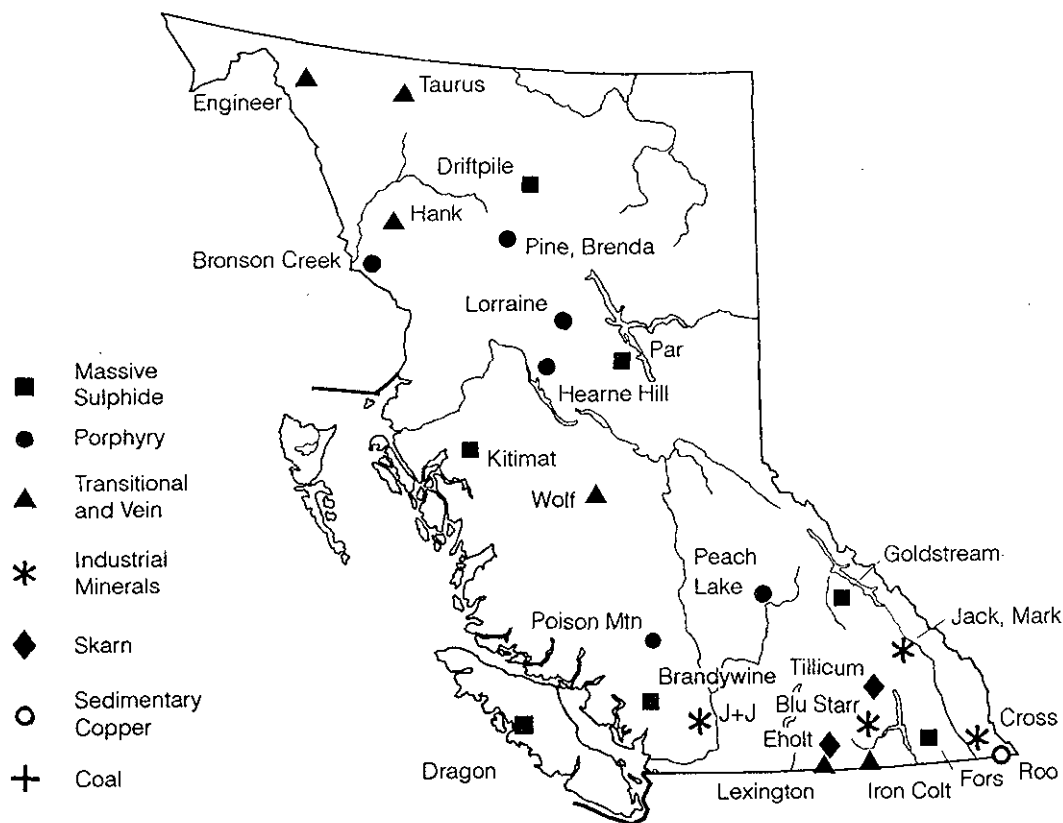 Engineer
Taurus
Driftpile
Hank
Pine, Brenda
Bronson Creek
Lorraine
Par
Hearne Hill
Massive
Sulphide
Porphyry
Transitional
and Vein
Industrial
Minerals
Skarn
Sedimentary
Copper
Coal
Kitimat
Wolf
Peach
Lake
Goldstream
Jack, Mark
Poison Mtn
Brandywine
Tillicum
J+J
Blu Starr
Cross
Eholt
Dragon
Lexington
Iron Colt
Fors
Roo